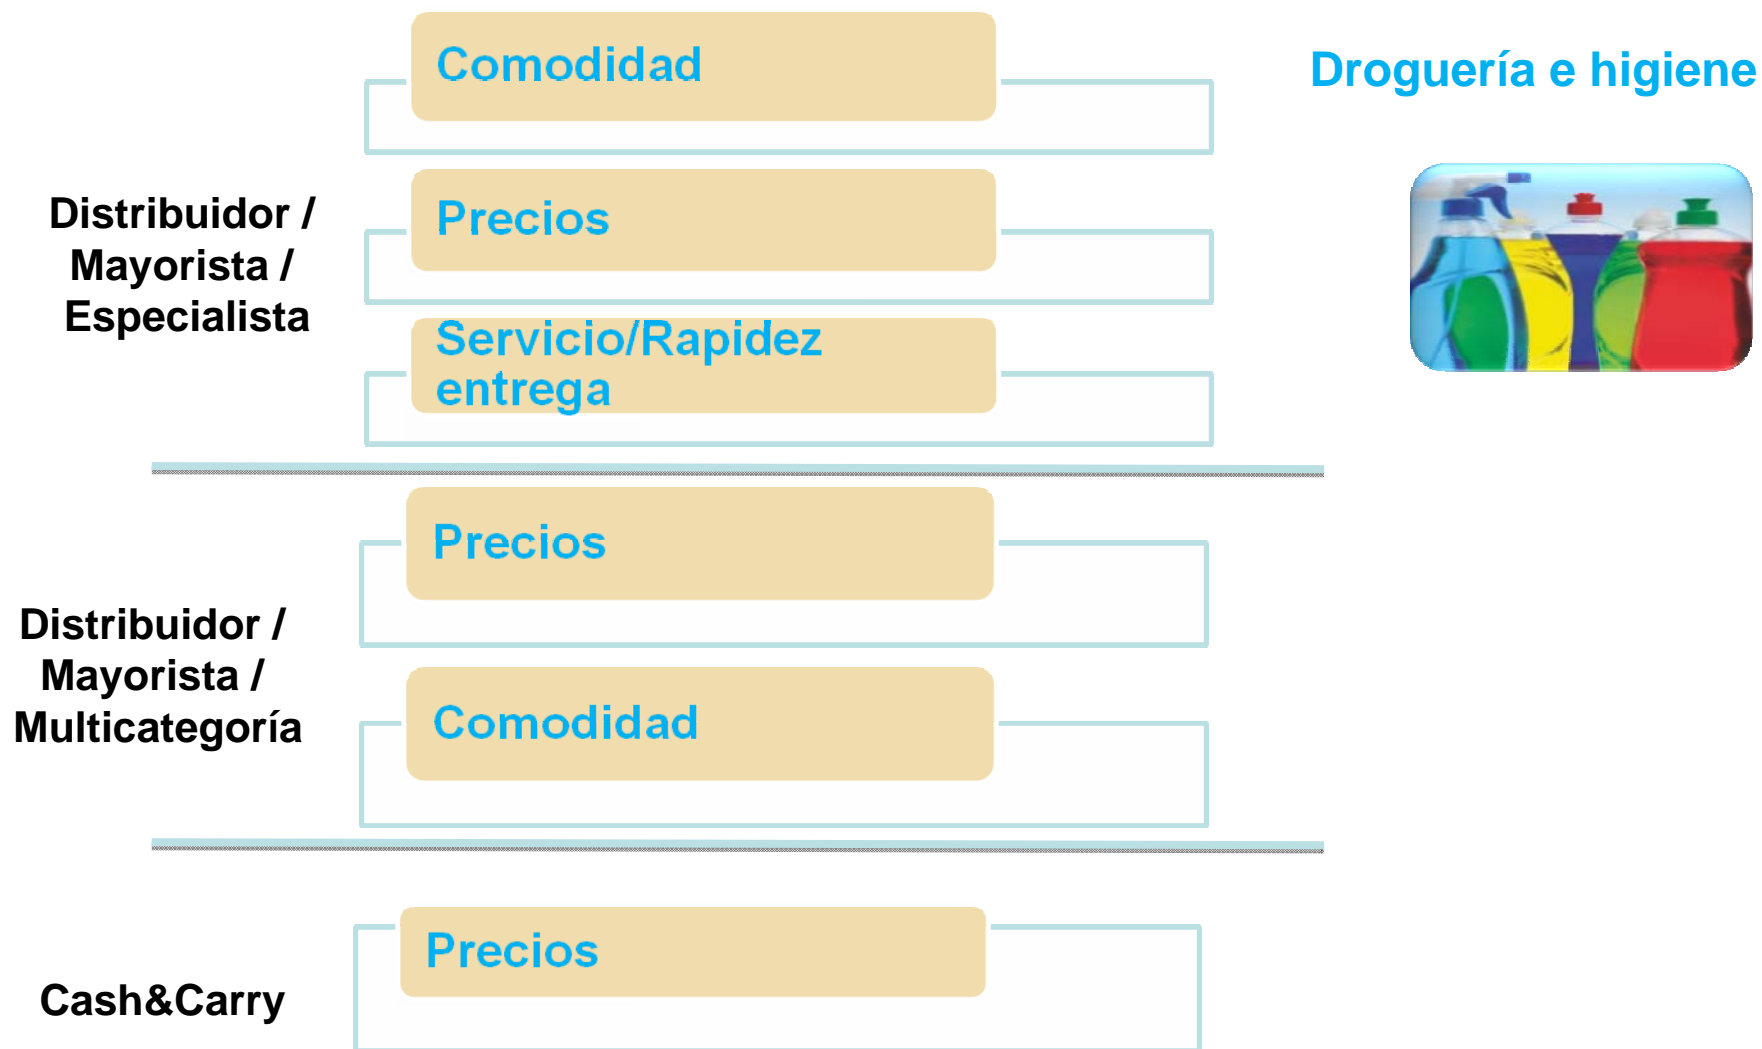 Droguería e higiene
Distribuidor /
Mayorista /
Especialista
Comodidad
Precios
Servicio/Rapidez
entrega
Distribuidor /
Mayorista /
Multicategoría
Precios
Comodidad
Cash&Carry
Precios